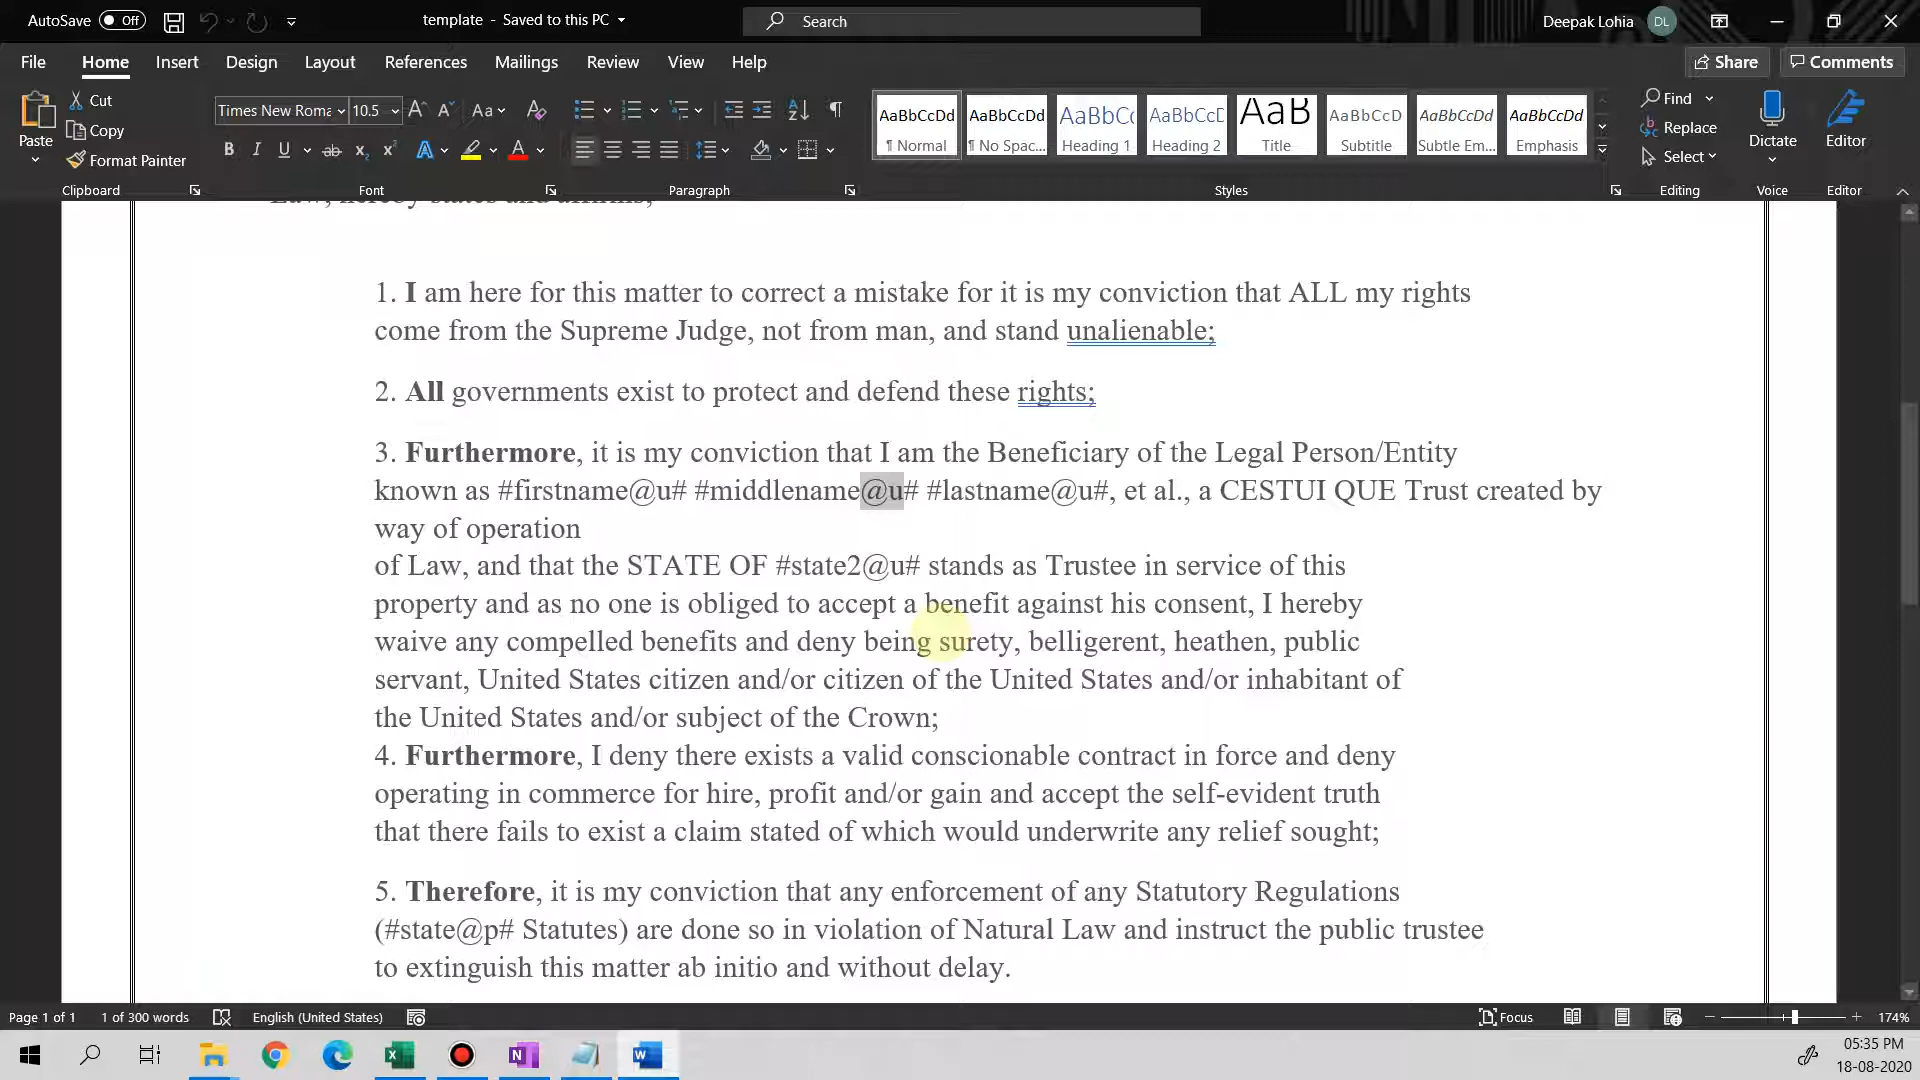 AutoSave Off template - Saved to this PC Search Deepak Lohia DL
File Home Insert Design Layout References Mailings Review View Help Share Comments
Paste Cut Copy Format Painter
Times New Roma 10.5 Aa
AaBbCcDd AaBbCcDd AaBbCc AaBbCcD AaB AaBbCcD AaBbCcDd AaBbCcDd
¶ Normal ¶ No Spac... Heading 1 Heading 2 Title Subtitle Subtle Em... Emphasis
Find Replace Select Dictate Editor
Clipboard Font Paragraph Styles Editing Voice Editor
Law, hereby states and affirms;
1. I am here for this matter to correct a mistake for it is my conviction that ALL my rights
come from the Supreme Judge, not from man, and stand unalienable;
2. All governments exist to protect and defend these rights;
3. Furthermore, it is my conviction that I am the Beneficiary of the Legal Person/Entity
known as #firstname@u# #middlename@u# #lastname@u#, et al., a CESTUI QUE Trust created by
way of operation
of Law, and that the STATE OF #state2@u# stands as Trustee in service of this
property and as no one is obliged to accept a benefit against his consent, I hereby
waive any compelled benefits and deny being surety, belligerent, heathen, public
servant, United States citizen and/or citizen of the United States and/or inhabitant of
the United States and/or subject of the Crown;
4. Furthermore, I deny there exists a valid conscionable contract in force and deny
operating in commerce for hire, profit and/or gain and accept the self-evident truth
that there fails to exist a claim stated of which would underwrite any relief sought;
5. Therefore, it is my conviction that any enforcement of any Statutory Regulations
(#state@p# Statutes) are done so in violation of Natural Law and instruct the public trustee
to extinguish this matter ab initio and without delay.
Page 1 of 1 1 of 300 words English (United States) Focus 174%
05:35 PM
18-08-2020